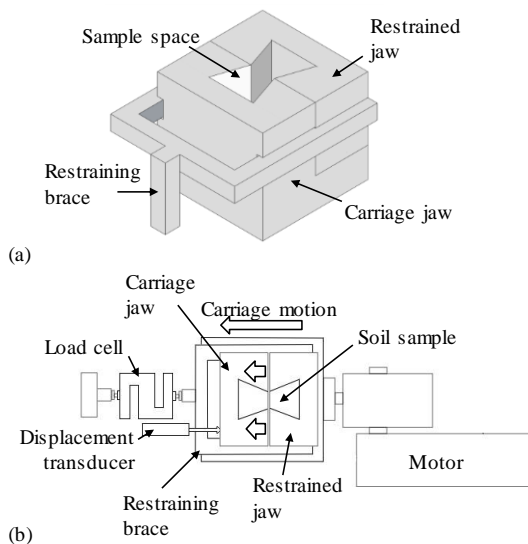 Sample space
Restrained
jaw
Restraining
brace
Carriage jaw
(a)
Carriage
jaw
Carriage motion
Load cell
Soil sample
Displacement
transducer
Restraining
brace
Restrained
jaw
Motor
(b)